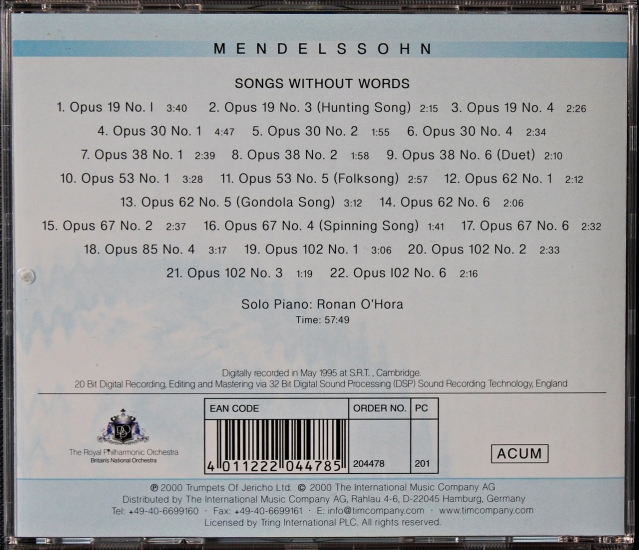 MENDELSSOHN
SONGS WITHOUT WORDS
1. Opus 19 No. I 3:40 2. Opus 19 No. 3 (Hunting Song) 2:15 3. Opus 19 No. 4 2:26
4. Opus 30 No. 1 4:47 5. Opus 30 No. 2 1:55 6. Opus 30 No. 4 2:34
7. Opus 38 No. 1 2:39 8. Opus 38 No. 2 1:58 9. Opus 38 No. 6 (Duet) 2:10
10. Opus 53 No. 1 3:28 11. Opus 53 No. 5 (Folksong) 2:57 12. Opus 62 No. 1 2:12
13. Opus 62 No. 5 (Gondola Song) 3:12 14. Opus 62 No. 6 2:06
15. Opus 67 No. 2 2:37 16. Opus 67 No. 4 (Spinning Song) 1:41 17. Opus 67 No. 6 2:32
18. Opus 85 No. 4 3:17 19. Opus 102 No. 1 3:06 20. Opus 102 No. 2 2:33
21. Opus 102 No. 3 1:19 22. Opus I02 No. 6 2:16
Solo Piano: Ronan O'Hora
Time: 57:49
Digitally recorded in May 1995 at S.R.T. , Cambridge.
20 Bit Digital Recording, Editing and Mastering via 32 Bit Digital Sound Processing (DSP) Sound Recording Technology, England
EAN CODE ORDER NO. PC
4 011222 044785 204478 201
The Royal Philharmonic Orchestra
Britain's National Orchestra
ACUM
℗ 2000 Trumpets Of Jericho Ltd. © 2000 The International Music Company AG
Distributed by The International Music Company AG, Rahlau 4-6, D-22045 Hamburg, Germany
Tel: +49-40-6699160 · Fax: +49-40-6699161 · E: info@timcompany.com · www.timcompany.com
Licensed by Tring International PLC. All rights reserved.